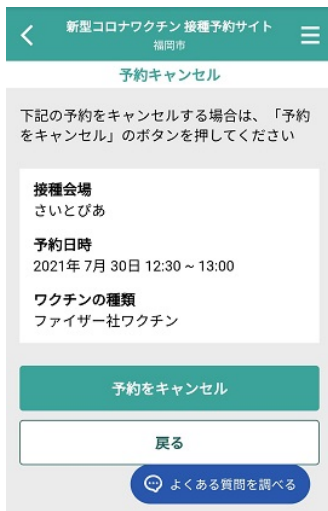 新型コロナワクチン 接種予約サイト
福岡市
予約キャンセル
下記の予約をキャンセルする場合は、「予約
をキャンセル」のボタンを押してください
接種会場
さいとぴあ
予約日時
2021年 7月 30日 12:30 ~ 13:00
ワクチンの種類
ファイザー社ワクチン
予約をキャンセル
戻る
よくある質問を調べる